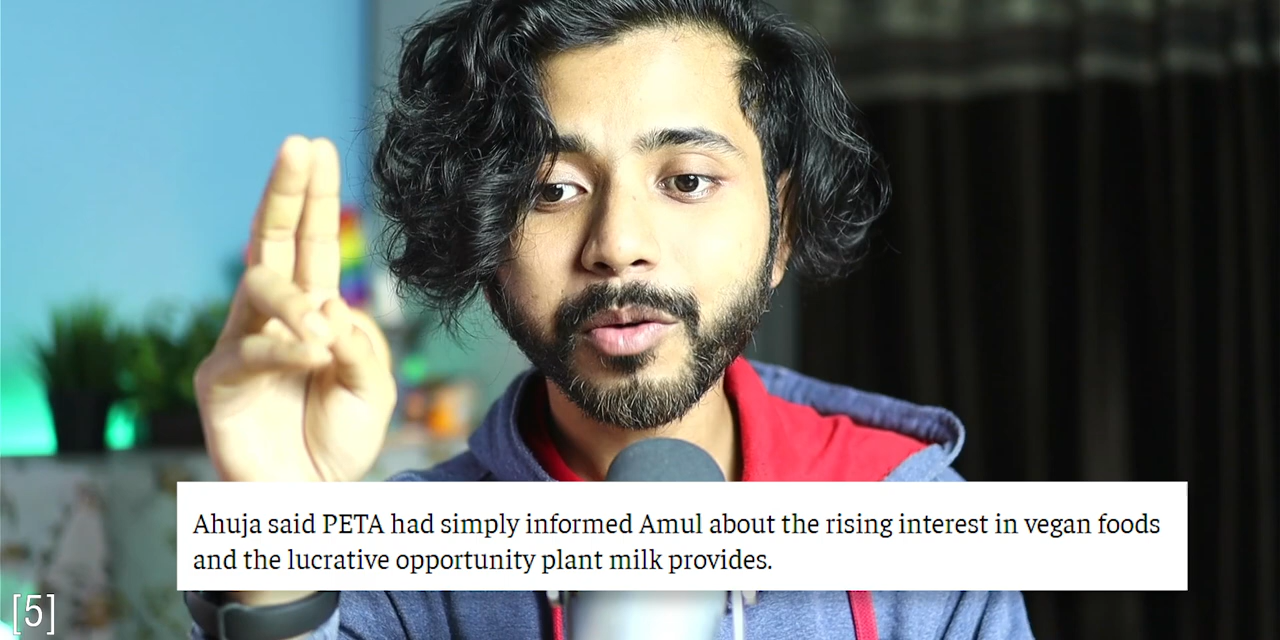 Ahuja said PETA had simply informed Amul about the rising interest in vegan foods
and the lucrative opportunity plant milk provides.
[5]